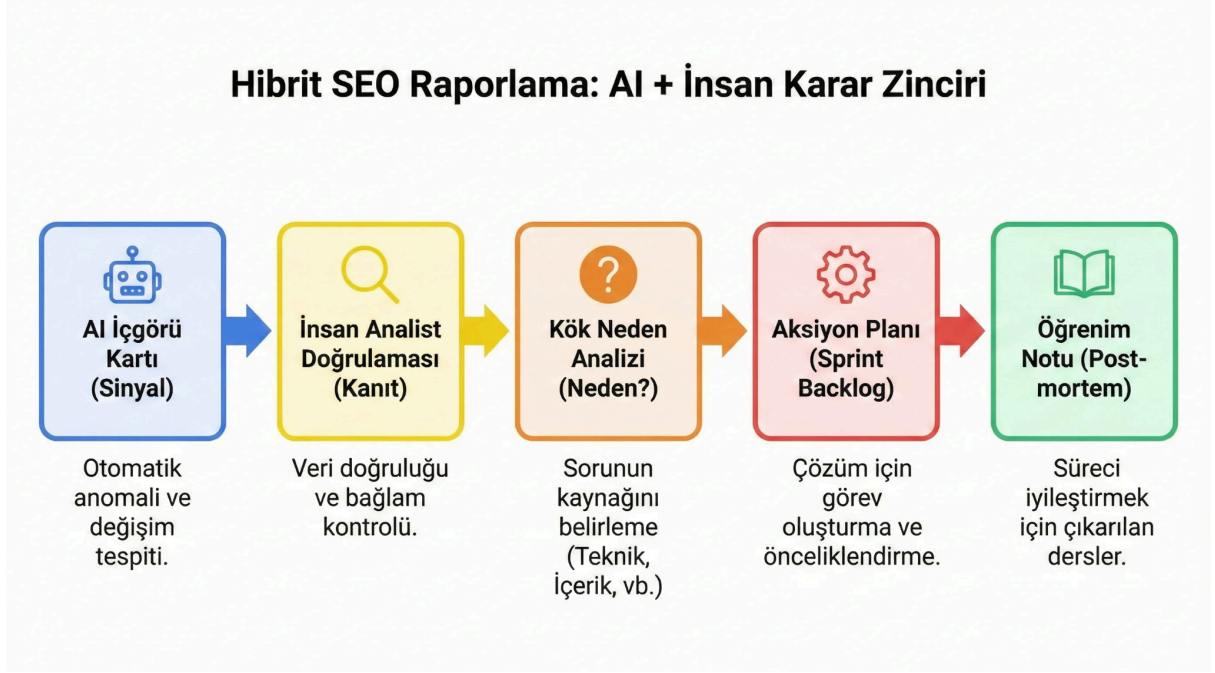 Hibrit SEO Raporlama: AI + İnsan Karar Zinciri
AI İçgörü
Kartı
(Sinyal)
Otomatik
anomali ve
değişim
tespiti.
İnsan Analist
Doğrulaması
(Kanıt)
Veri doğruluğu
ve bağlam
kontrolü.
?
Kök Neden
Analizi
(Neden?)
Sorunun
kaynağını
belirleme
(Teknik,
İçerik, vb.)
Aksiyon Planı
(Sprint
Backlog)
Çözüm için
görev
oluşturma ve
önceliklendirme.
Öğrenim
Notu (Post-
mortem)
Süreci
iyileştirmek
için çıkarılan
dersler.